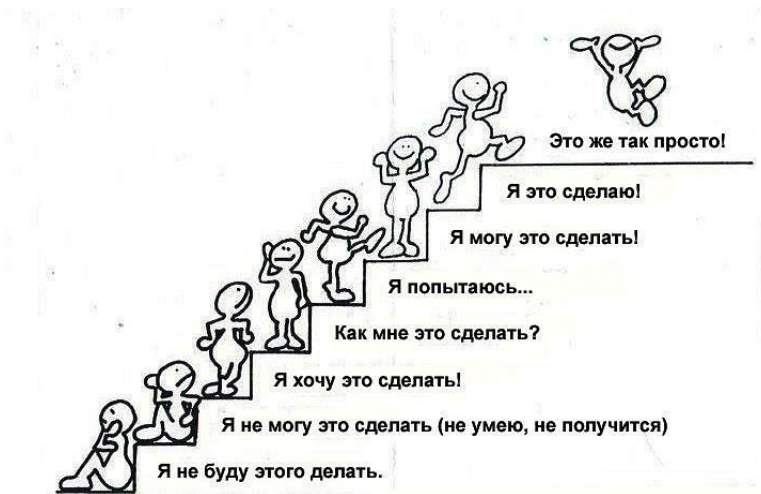 Это же так просто!
Я это сделаю!
Я могу это сделать!
Я попытаюсь...
Как мне это сделать?
Я хочу это сделать!
Я не могу это сделать (не умею, не получится)
Я не буду этого делать.